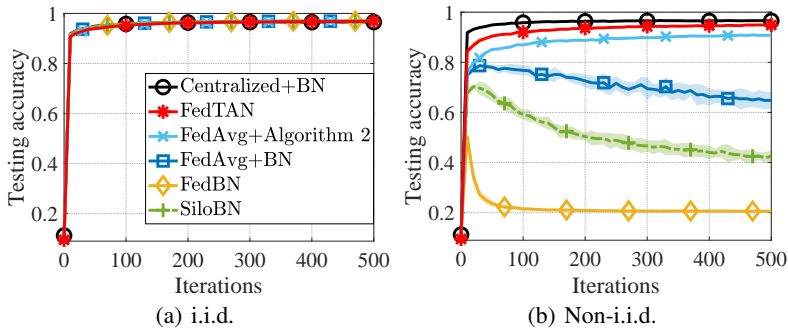 1
0.8
0.6
0.4
0.2
Testing accuracy
Centralized+BN
FedTAN
FedAvg+Algorithm 2
FedAvg+BN
FedBN
SiloBN
0 100 200 300 400 500
Iterations
(a) i.i.d.
1
0.8
0.6
0.4
0.2
Testing accuracy
0 100 200 300 400 500
Iterations
(b) Non-i.i.d.